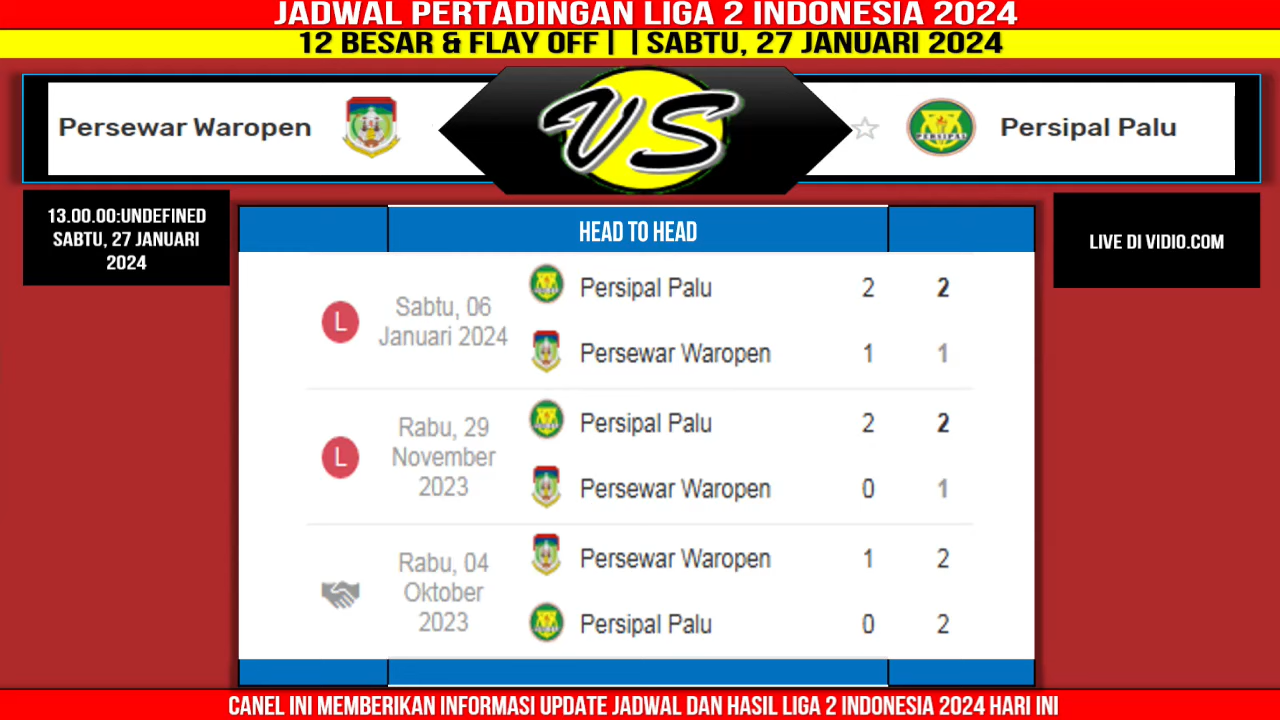 JADWAL PERTADINGAN LIGA 2 INDONESIA 2024
12 BESAR & FLAY OFF | | SABTU, 27 JANUARI 2024
Persewar Waropen
VS
PERSIPAL
Persipal Palu
13.00.00:UNDEFINED
SABTU, 27 JANUARI
2024
HEAD TO HEAD
LIVE DI VIDIO.COM
L
Sabtu, 06
Januari 2024
Persipal Palu 2 2
Persewar Waropen 1 1
L
Rabu, 29
November
2023
Persipal Palu 2 2
Persewar Waropen 0 1
Rabu, 04
Oktober
2023
Persewar Waropen 1 2
Persipal Palu 0 2
CANEL INI MEMBERIKAN INFORMASI UPDATE JADWAL DAN HASIL LIGA 2 INDONESIA 2024 HARI INI